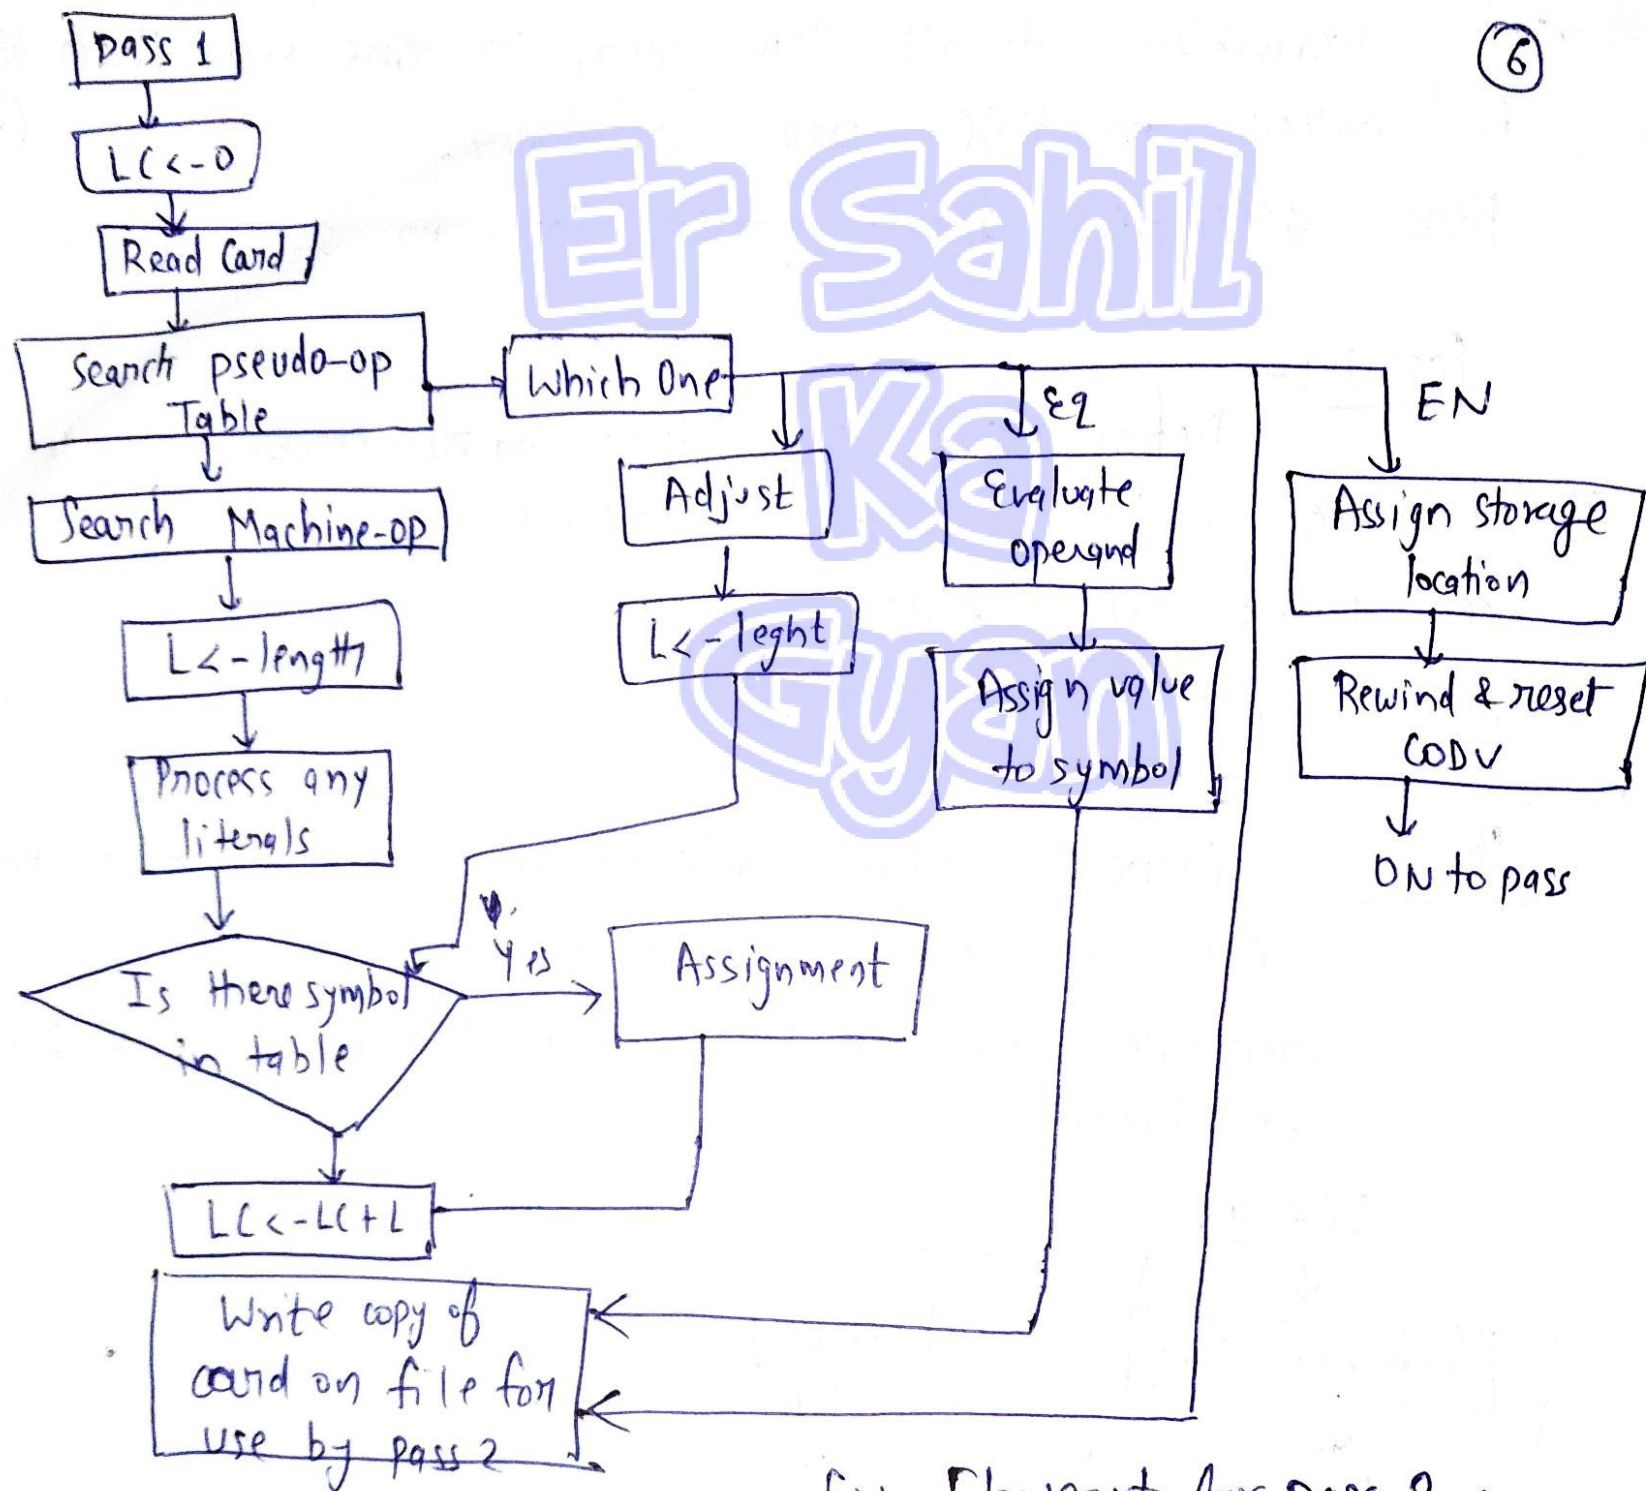 6
pass 1
LC<-0
Read Card
Search pseudo-op
Table
Which One
Eq
EN
Search Machine-op
Adjust
Evaluate
operand
Assign storage
location
L<-length
L<-leght
Assign value
to symbol
Rewind & reset
CODV
ON to pass
Process any
literals
Yes
Is there symbol
in table
Assignment
LC<-LC+L
Write copy of
card on file for
use by pass 2
Er Sahil
Ka
Gyan